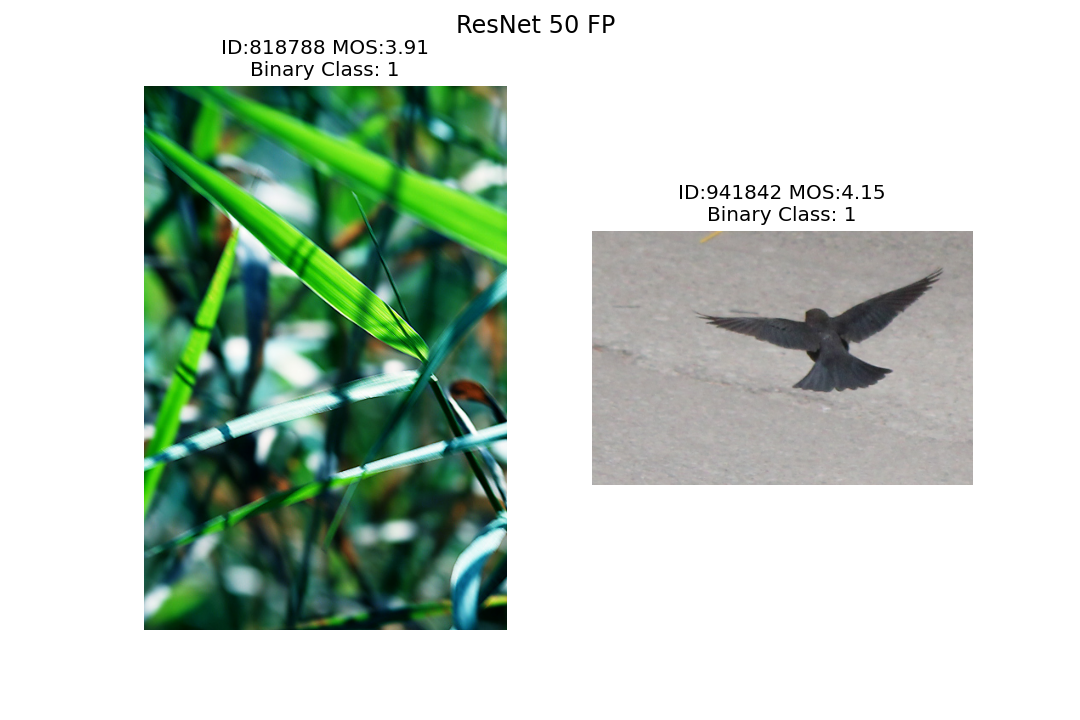 ResNet 50 FP
ID:818788 MOS:3.91
Binary Class: 1
ID:941842 MOS:4.15
Binary Class: 1